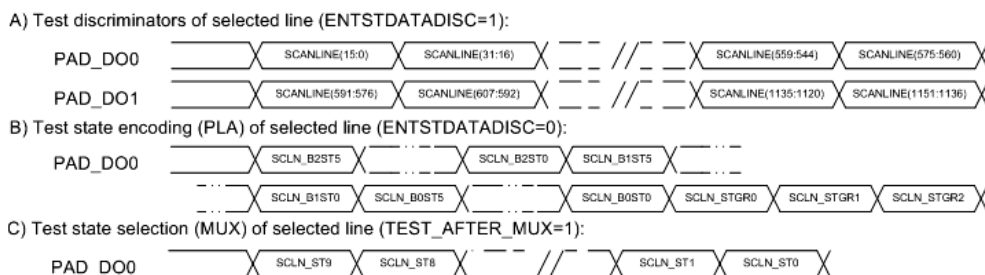 A) Test discriminators of selected line (ENTSTDATADISC=1):
PAD_DO0 SCANLINE(15:0) SCANLINE(31:16) SCANLINE(559:544) SCANLINE(575:560)
PAD_DO1 SCANLINE(591:576) SCANLINE(607:592) SCANLINE(1135:1120) SCANLINE(1151:1136)
B) Test state encoding (PLA) of selected line (ENTSTDATADISC=0):
PAD_DO0 SCLN_B2ST5 SCLN_B2ST0 SCLN_B1ST5
SCLN_B1ST0 SCLN_B0ST5 SCLN_B0ST0 SCLN_STGR0 SCLN_STGR1 SCLN_STGR2
C) Test state selection (MUX) of selected line (TEST_AFTER_MUX=1):
PAD_DO0 SCLN_ST9 SCLN_ST8 SCLN_ST1 SCLN_ST0